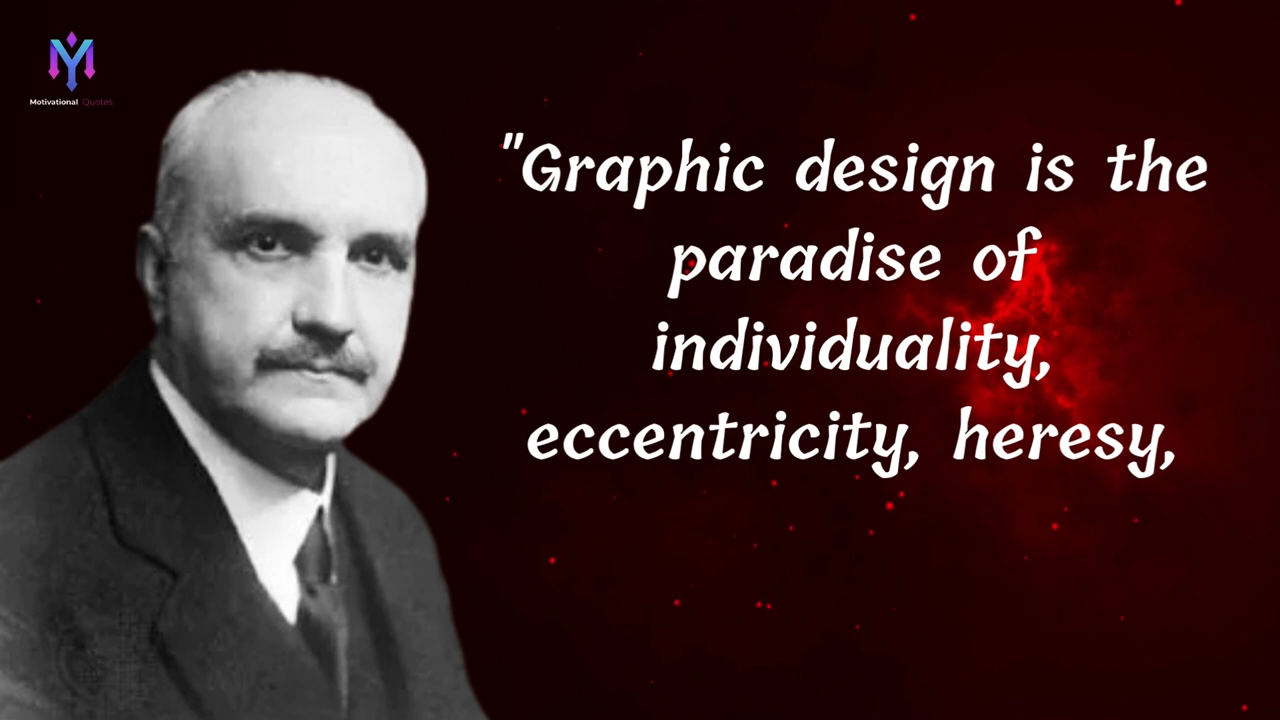 Motivational Quotes
"Graphic design is the
paradise of
individuality,
eccentricity, heresy,